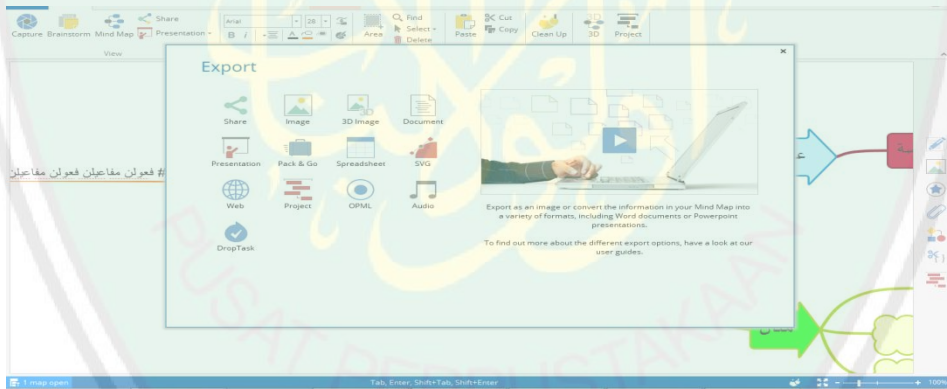 Share
Arial 28
Find
Cut
Select
Copy
Capture Brainstorm Mind Map Presentation
B I A
Area
Delete
Paste
Clean Up
3D
Project
View
Export
Share Image 3D Image Document
Presentation Pack & Go Spreadsheet SVG
Web Project OPML Audio
DropTask
Export as an image or convert the information in your Mind Map into
a variety of formats, including Word documents or Powerpoint
presentations.
To find out more about the different export options, have a look at our
user guides.
# فعولن مفاعيلن فعولن مفاعيلن
PUSAT
1 map open
Tab, Enter, Shift+Tab, Shift+Enter
100%